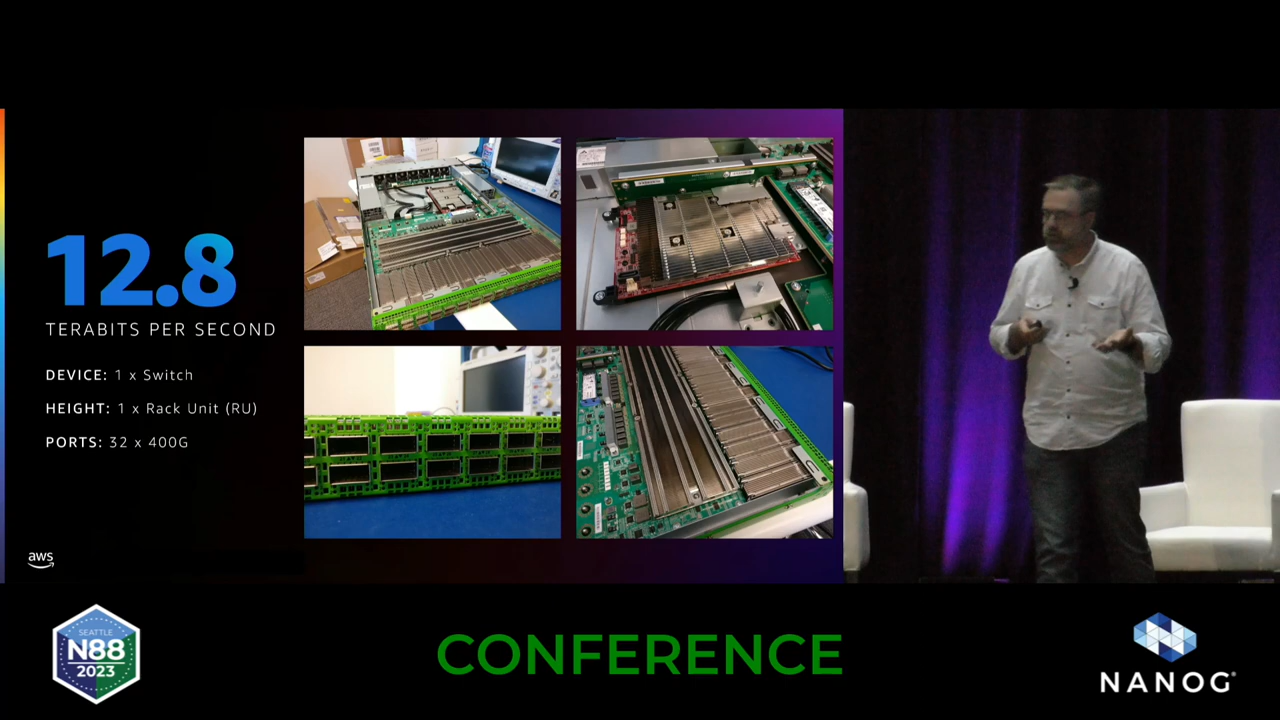 12.8
TERABITS PER SECOND
DEVICE: 1 x Switch
HEIGHT: 1 x Rack Unit (RU)
PORTS: 32 x 400G
aws
SEATTLE
N88
2023
CONFERENCE
NANOG®